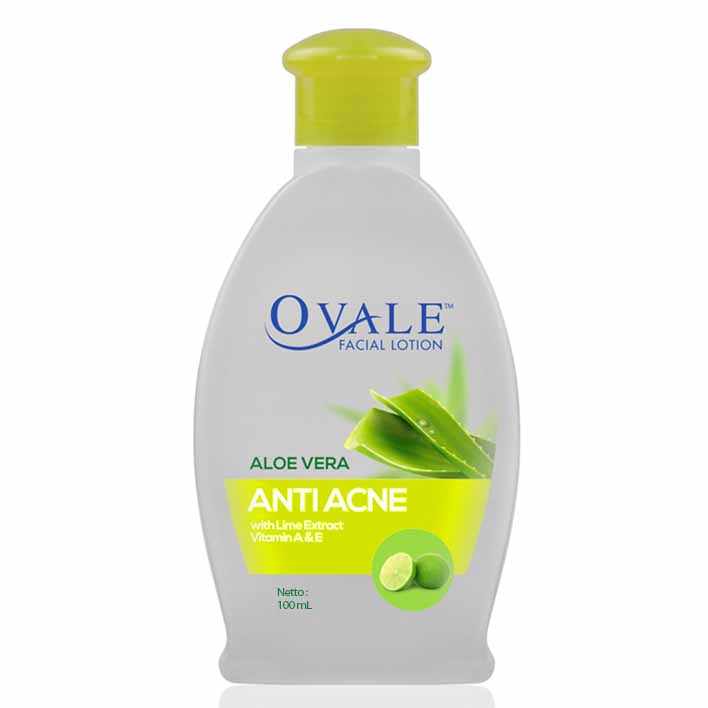 OVALE™
FACIAL LOTION
ALOE VERA
ANTI ACNE
with Lime Extract
Vitamin A & E
Netto :
100 mL